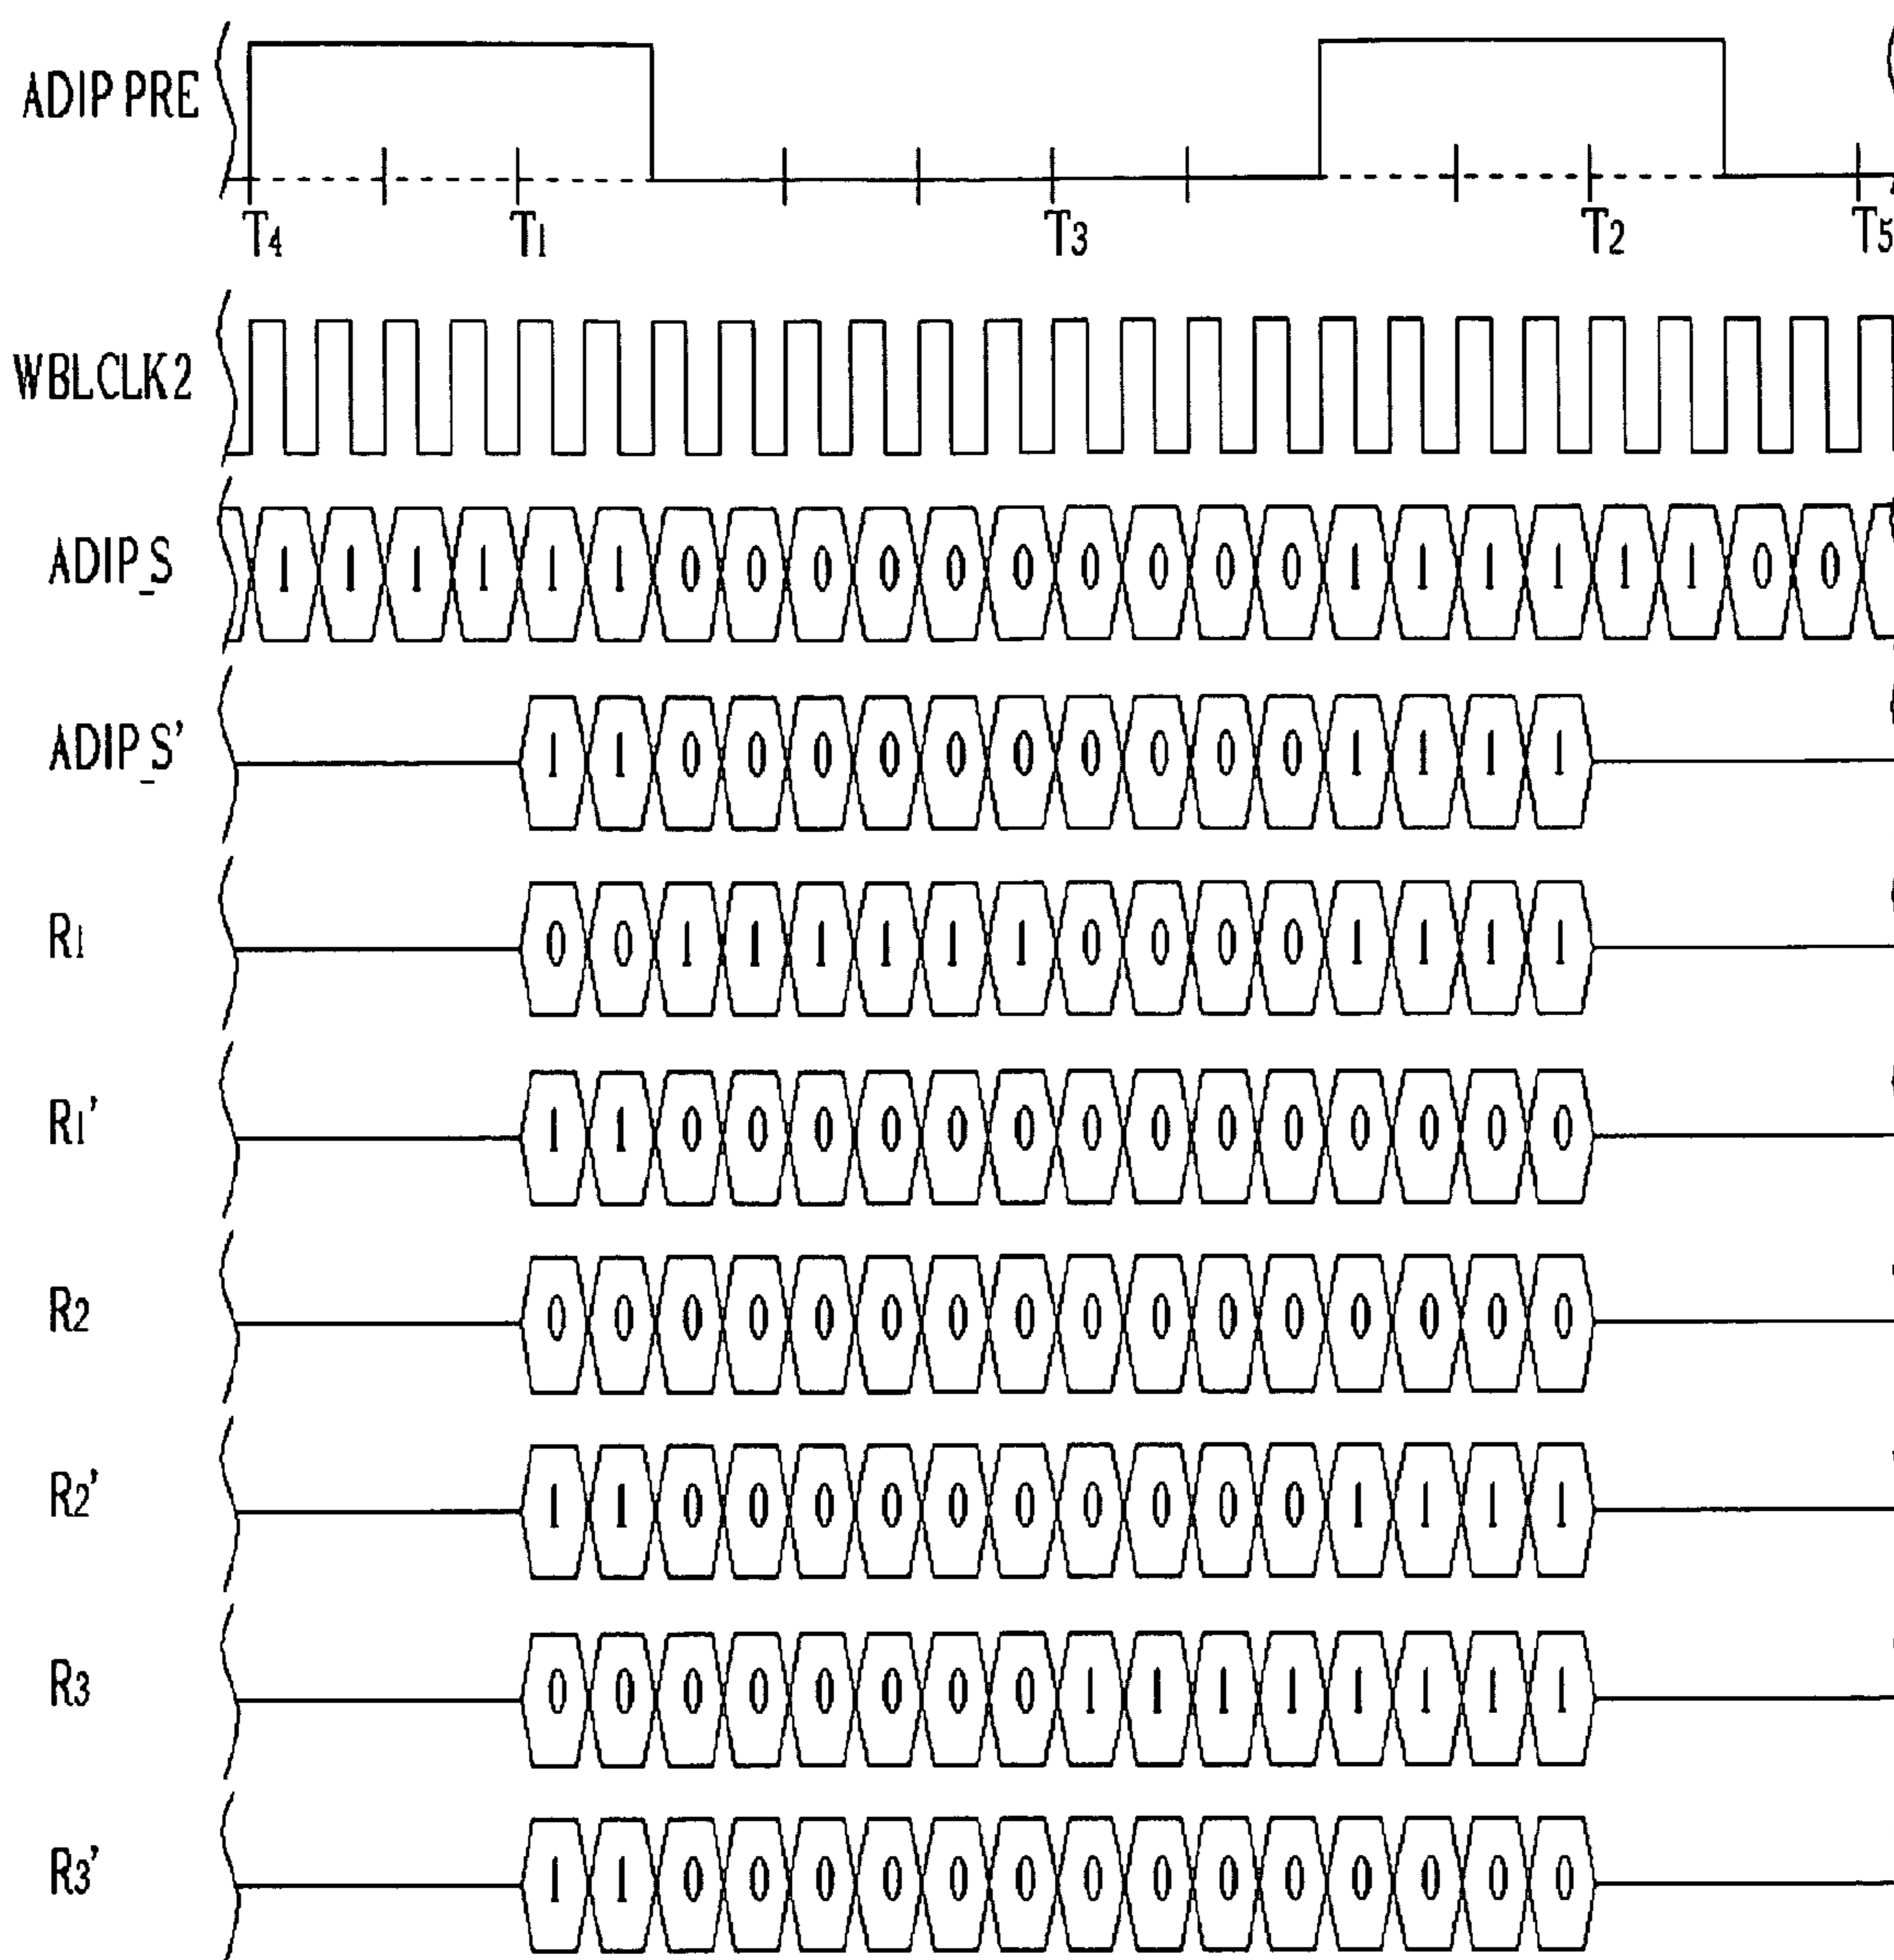 ADIP PRE
T4 T1 T3 T2 T5
WBLCLK2
ADIP_S 1 1 1 1 1 1 0 0 0 0 0 0 0 0 0 0 1 1 1 1 1 1 0 0
ADIP_S' 1 1 0 0 0 0 0 0 0 0 0 0 1 1 1 1
R1 0 0 1 1 1 1 1 1 0 0 0 0 1 1 1 1
R1' 1 1 0 0 0 0 0 0 0 0 0 0 0 0 0 0
R2 0 0 0 0 0 0 0 0 0 0 0 0 0 0 0 0
R2' 1 1 0 0 0 0 0 0 0 0 0 0 1 1 1 1
R3 0 0 0 0 0 0 0 0 1 1 1 1 1 1 1 1
R3' 1 1 0 0 0 0 0 0 0 0 0 0 0 0 0 0